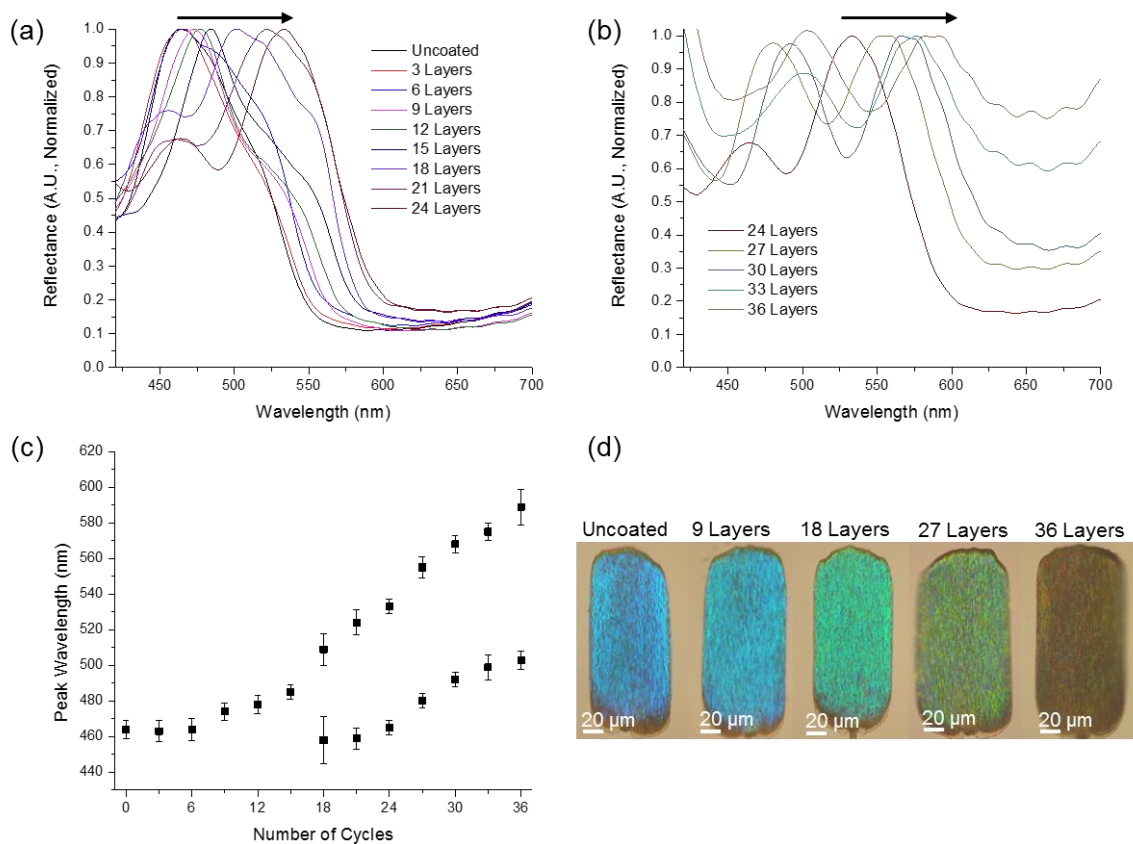 (a)
Reflectance (A.U., Normalized)
1.0
0.9
0.8
0.7
0.6
0.5
0.4
0.3
0.2
0.1
0.0
Uncoated
3 Layers
6 Layers
9 Layers
12 Layers
15 Layers
18 Layers
21 Layers
24 Layers
450 500 550 600 650 700
Wavelength (nm)
(b)
Reflectance (A.U., Normalized)
1.0
0.9
0.8
0.7
0.6
0.5
0.4
0.3
0.2
0.1
0.0
24 Layers
27 Layers
30 Layers
33 Layers
36 Layers
450 500 550 600 650 700
Wavelength (nm)
(c)
Peak Wavelength (nm)
620
600
580
560
540
520
500
480
460
440
0 6 12 18 24 30 36
Number of Cycles
(d)
Uncoated 9 Layers 18 Layers 27 Layers 36 Layers
20 µm 20 µm 20 µm 20 µm 20 µm